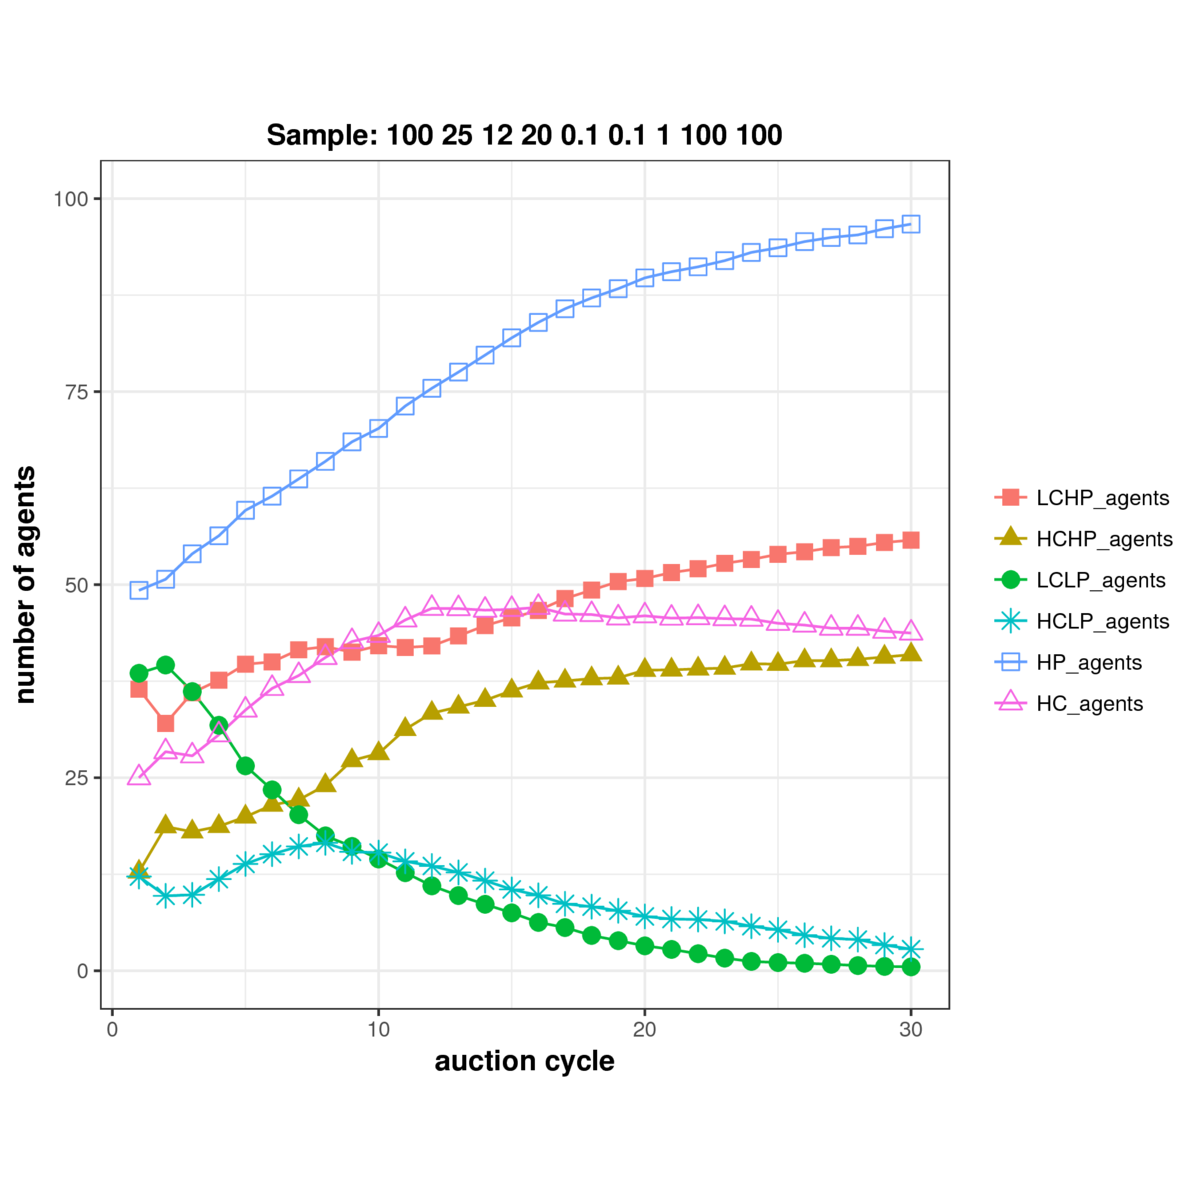 Sample: 100 25 12 20 0.1 0.1 1 100 100
100
75
50
25
0
number of agents
0 10 20 30
auction cycle
LCHP_agents
HCHP_agents
LCLP_agents
HCLP_agents
HP_agents
HC_agents